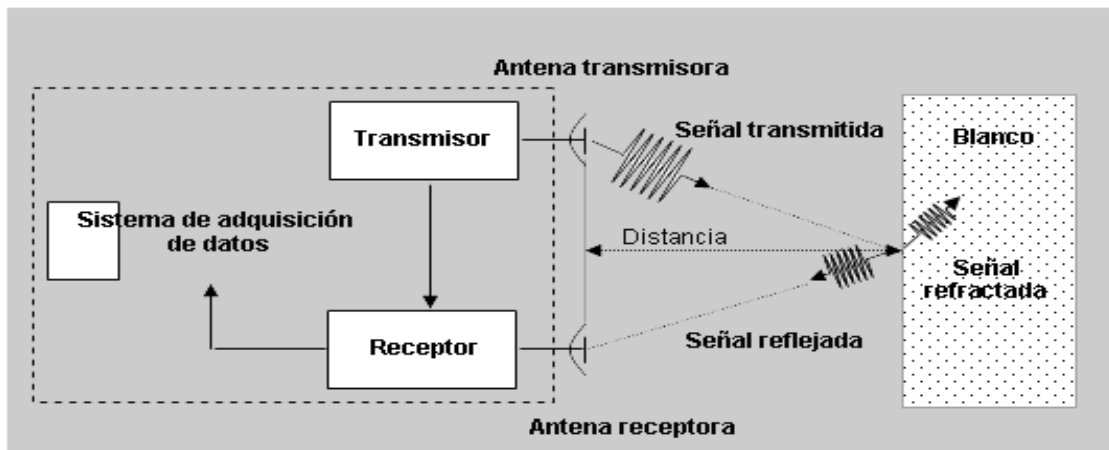 Antena transmisora
Transmisor
Señal transmitida
Blanco
Sistema de adquisición
de datos
Distancia
Señal
refractada
Receptor
Señal reflejada
Antena receptora